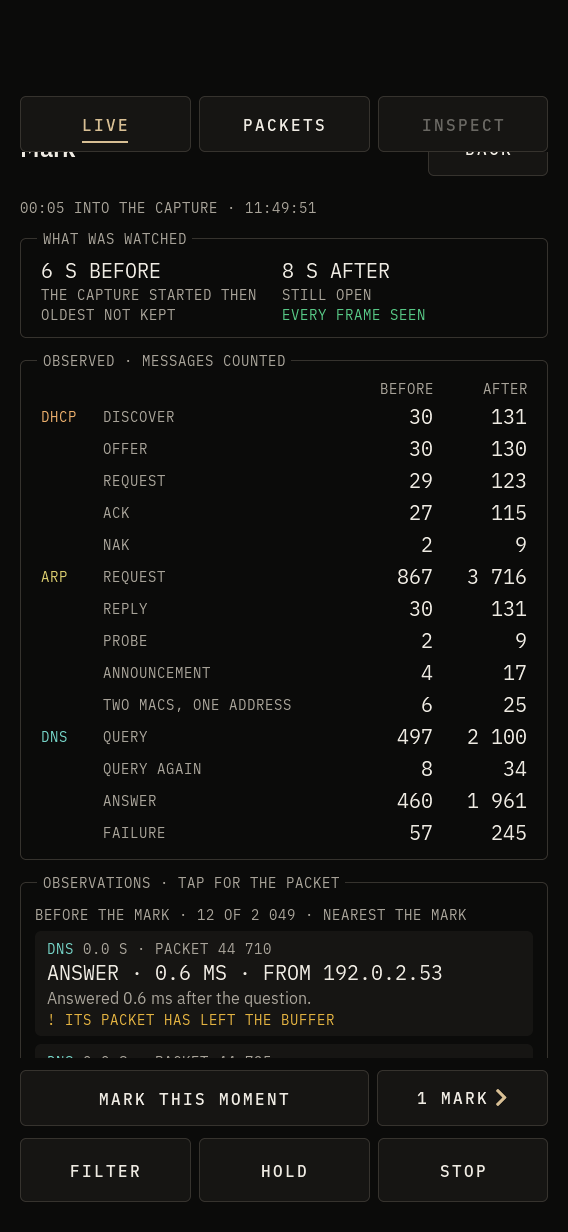 LIVE PACKETS INSPECT
Mark BACK
00:05 INTO THE CAPTURE · 11:49:51
WHAT WAS WATCHED
6 S BEFORE 8 S AFTER
THE CAPTURE STARTED THEN STILL OPEN
OLDEST NOT KEPT EVERY FRAME SEEN
OBSERVED · MESSAGES COUNTED
BEFORE AFTER
DHCP DISCOVER 30 131
OFFER 30 130
REQUEST 29 123
ACK 27 115
NAK 2 9
ARP REQUEST 867 3 716
REPLY 30 131
PROBE 2 9
ANNOUNCEMENT 4 17
TWO MACS, ONE ADDRESS 6 25
DNS QUERY 497 2 100
QUERY AGAIN 8 34
ANSWER 460 1 961
FAILURE 57 245
OBSERVATIONS · TAP FOR THE PACKET
BEFORE THE MARK · 12 OF 2 049 · NEAREST THE MARK
DNS 0.0 S · PACKET 44 710
ANSWER · 0.6 MS · FROM 192.0.2.53
Answered 0.6 ms after the question.
! ITS PACKET HAS LEFT THE BUFFER
MARK THIS MOMENT 1 MARK
FILTER HOLD STOP